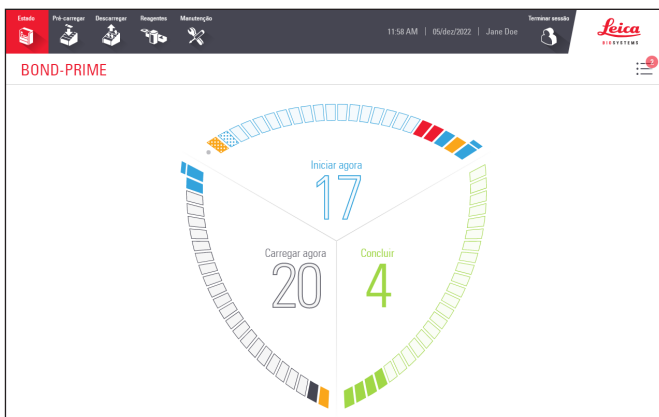 Estado Pré-carregar Descarregar Reagentes Manutenção Terminar sessão
11:58 AM | 05/dez/2022 | Jane Doe
Leica
BIOSYSTEMS
BOND-PRIME
2
Iniciar agora
17
Carregar agora Concluir
20 4